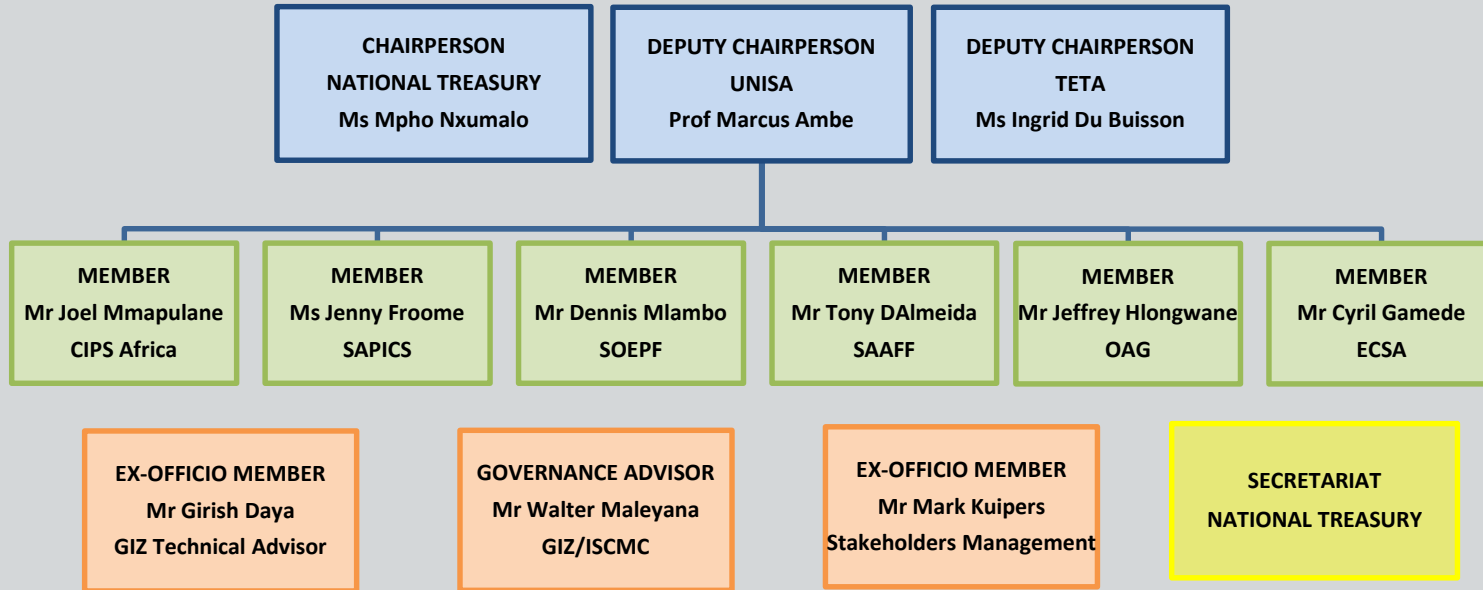 CHAIRPERSON
NATIONAL TREASURY
Ms Mpho Nxumalo
DEPUTY CHAIRPERSON
UNISA
Prof Marcus Ambe
DEPUTY CHAIRPERSON
TETA
Ms Ingrid Du Buisson
MEMBER
Mr Joel Mmapulane
CIPS Africa
MEMBER
Ms Jenny Froome
SAPICS
MEMBER
Mr Dennis Mlambo
SOEPF
MEMBER
Mr Tony DAlmeida
SAAFF
MEMBER
Mr Jeffrey Hlongwane
OAG
MEMBER
Mr Cyril Gamede
ECSA
EX-OFFICIO MEMBER
Mr Girish Daya
GIZ Technical Advisor
GOVERNANCE ADVISOR
Mr Walter Maleyana
GIZ/ISCMC
EX-OFFICIO MEMBER
Mr Mark Kuipers
Stakeholders Management
SECRETARIAT
NATIONAL TREASURY